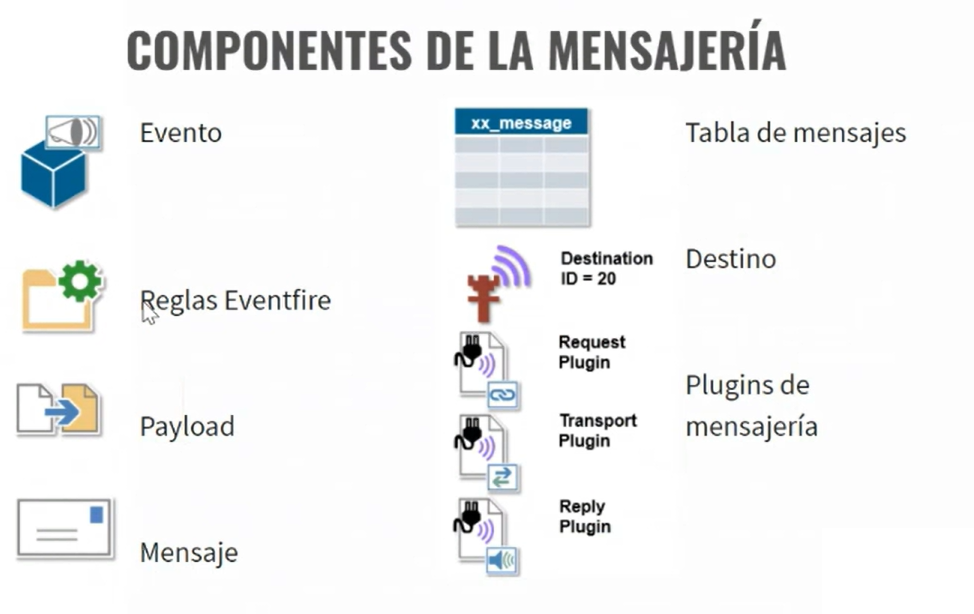 COMPONENTES DE LA MENSAJERÍA
Evento
Reglas Eventfire
Payload
Mensaje
xx_message
Tabla de mensajes
Destination
ID = 20
Destino
Request
Plugin
Transport
Plugin
Reply
Plugin
Plugins de
mensajería